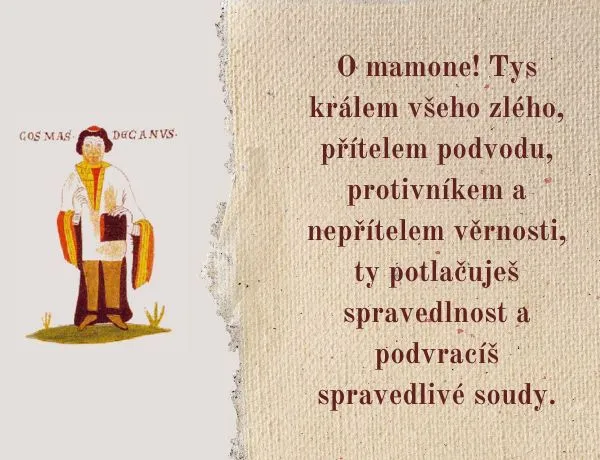 COSMAS · DECANVS ·
O mamone! Tys
králem všeho zlého,
přítelem podvodu,
protivníkem a
nepřítelem věrnosti,
ty potlačuješ
spravedlnost a
podvracíš
spravedlivé soudy.